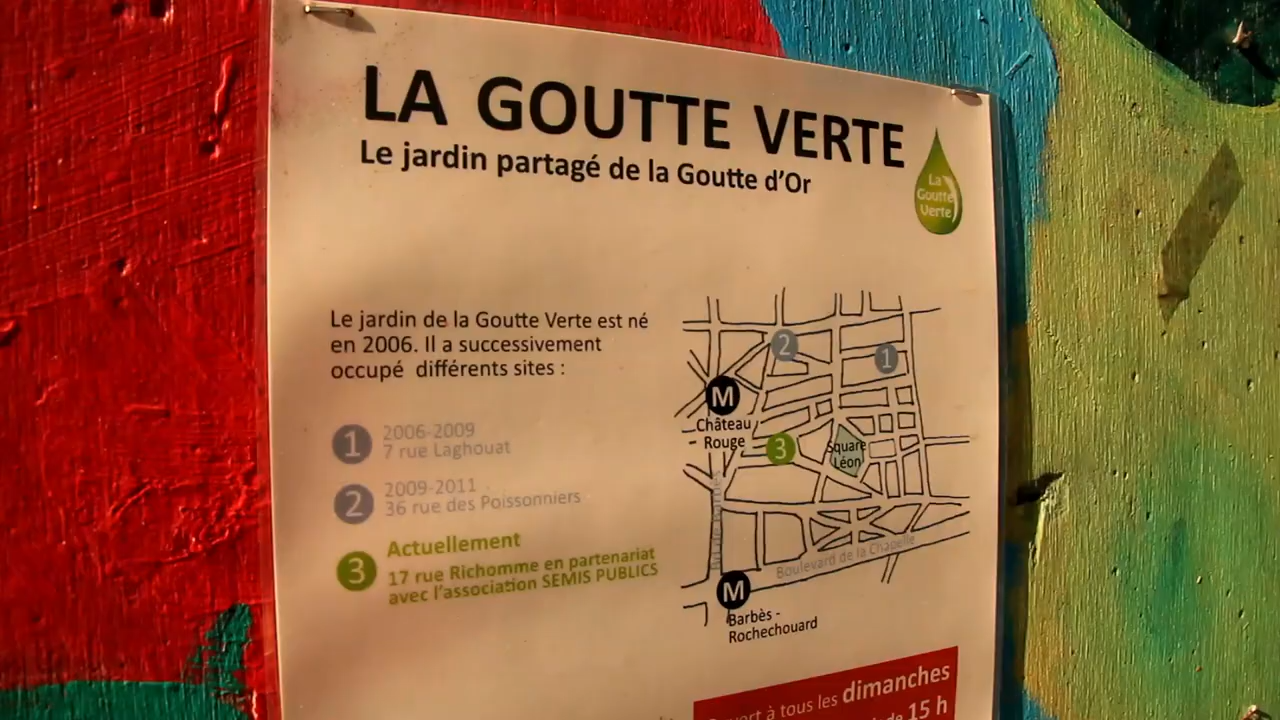 LA GOUTTE VERTE
Le jardin partagé de la Goutte d'Or
La
Goutte
Verte
Le jardin de la Goutte Verte est né
en 2006. Il a successivement
occupé différents sites :
1 2006-2009
7 rue Laghouat
2 2009-2011
36 rue des Poissonniers
3 Actuellement
17 rue Richomme en partenariat
avec l'association SEMIS PUBLICS
2
1
M
Château
- Rouge
3
Square
Léon
Boulevard de la Chapelle
M
Barbès -
Rochechouard
à tous les dimanches
de 15 h